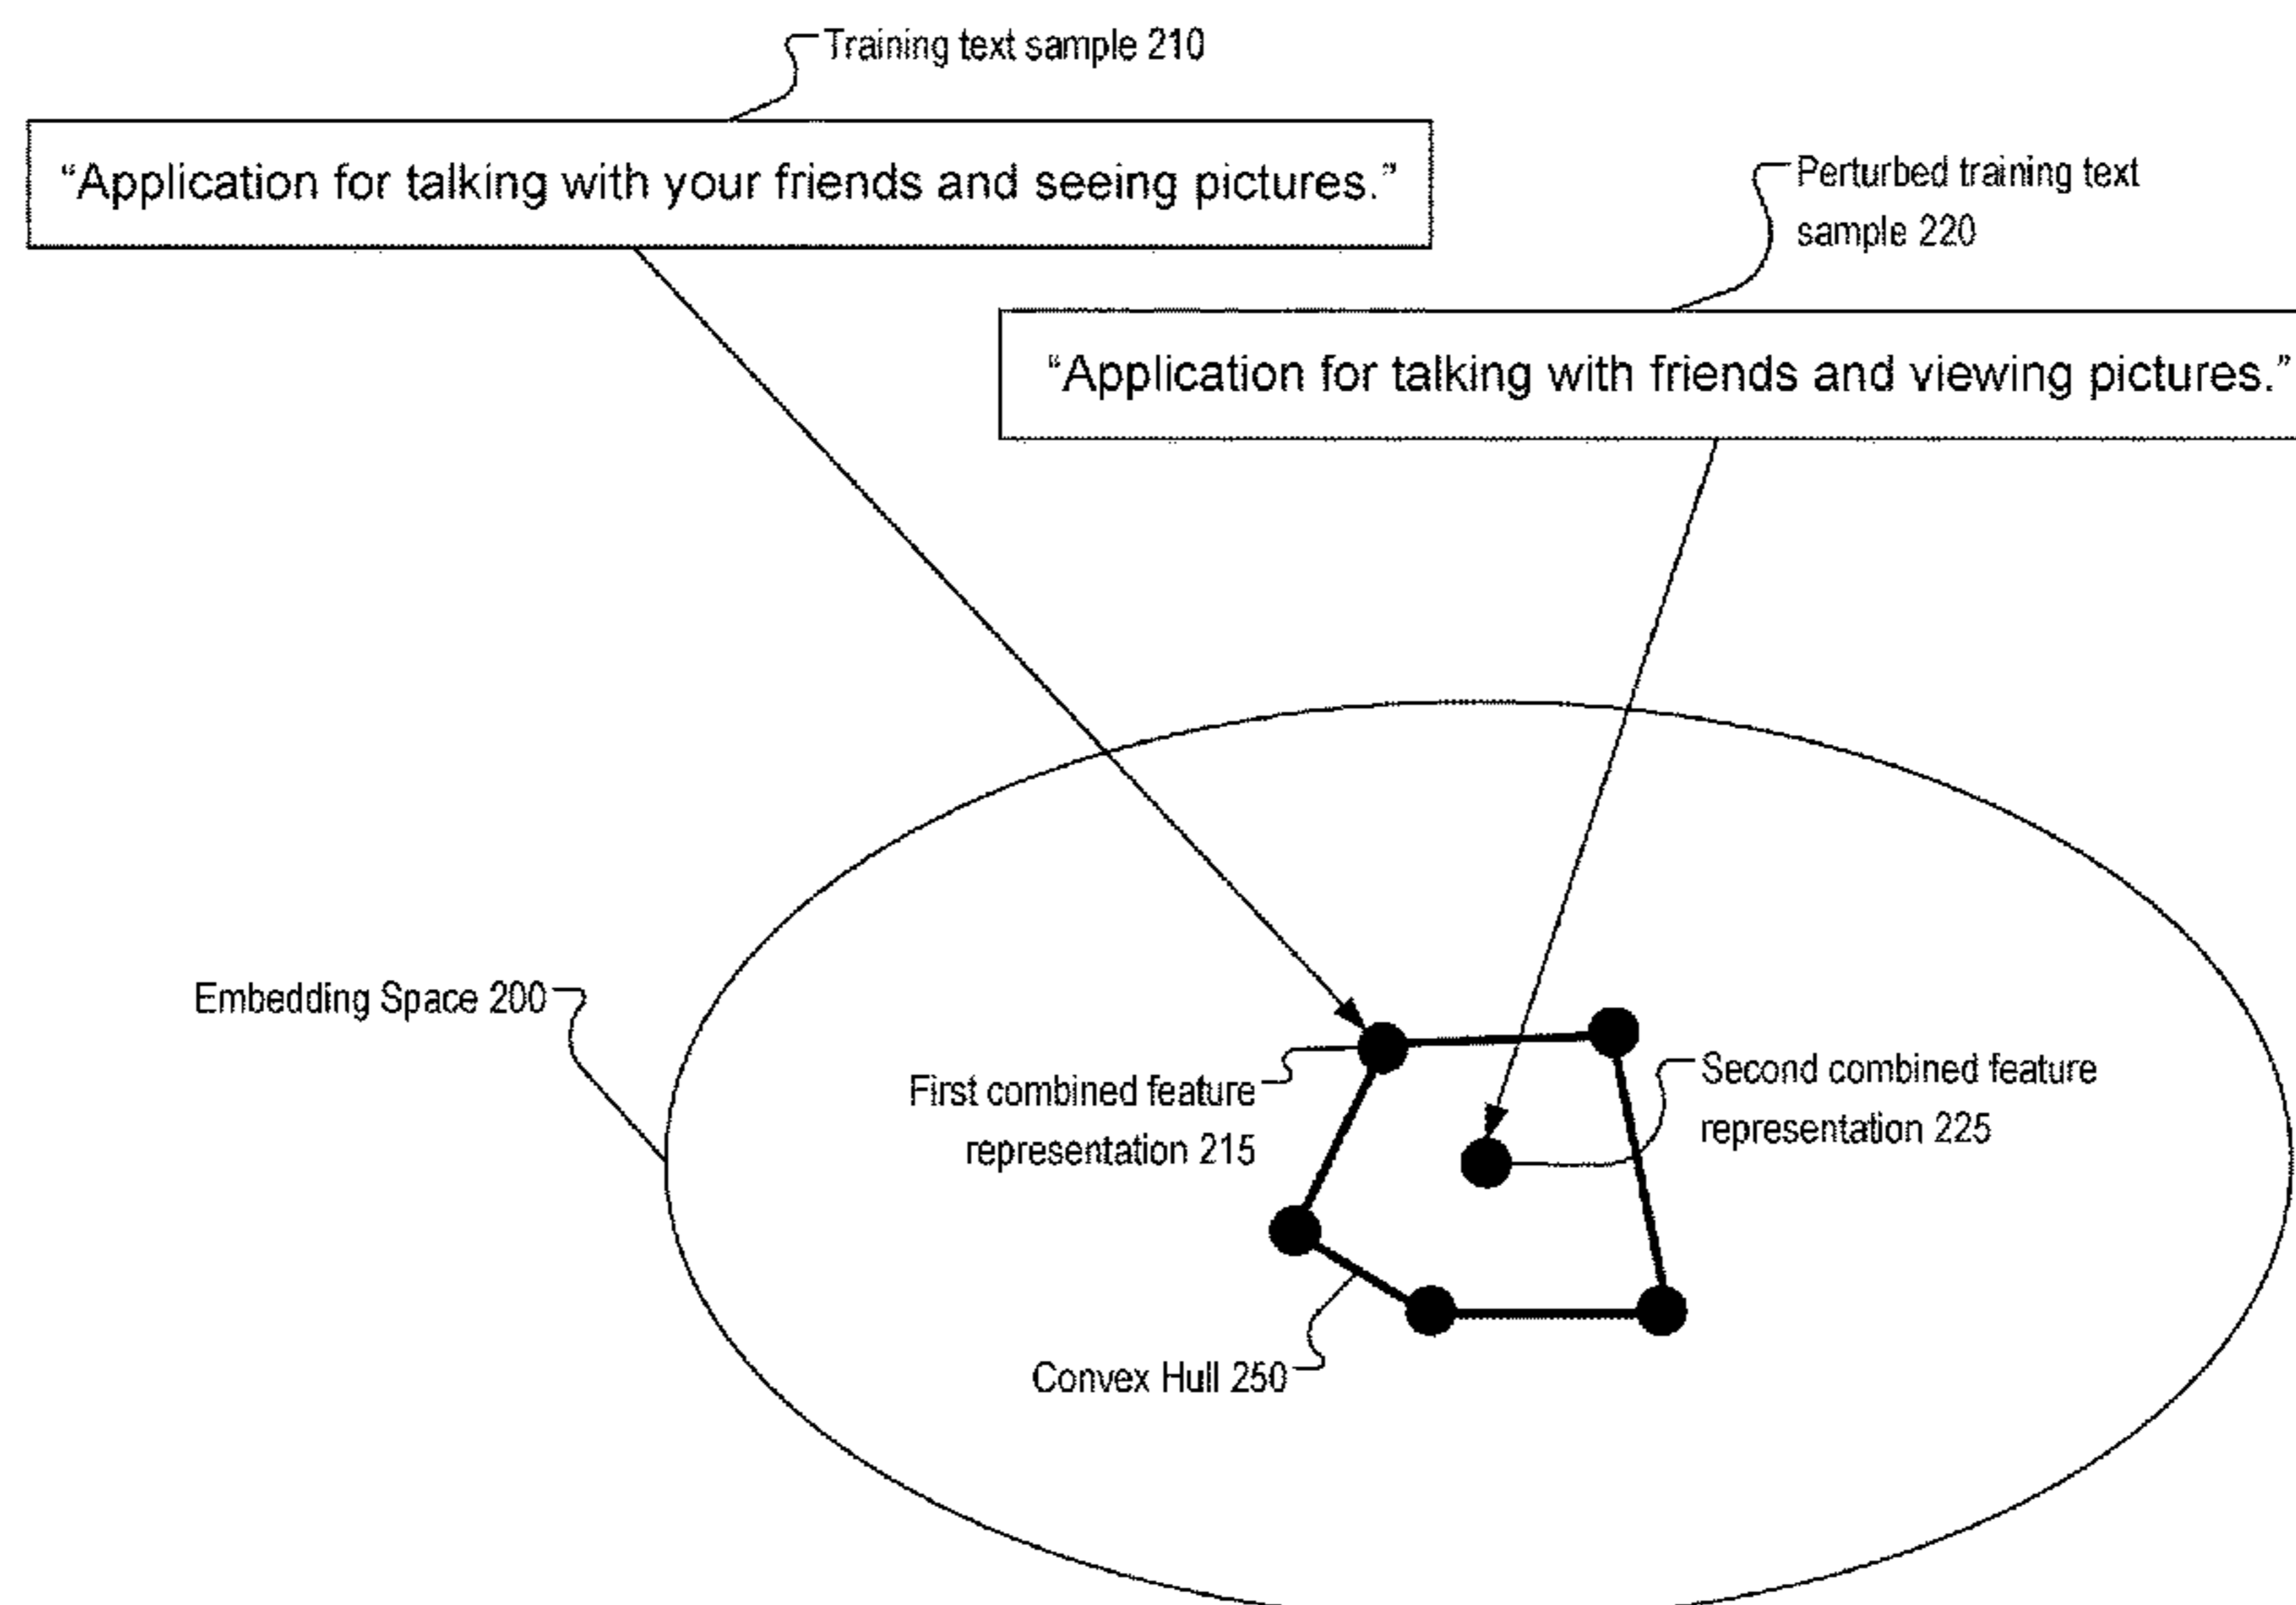 Training text sample 210
“Application for talking with your friends and seeing pictures.”
Perturbed training text
sample 220
“Application for talking with friends and viewing pictures.”
Embedding Space 200
First combined feature
representation 215
Second combined feature
representation 225
Convex Hull 250